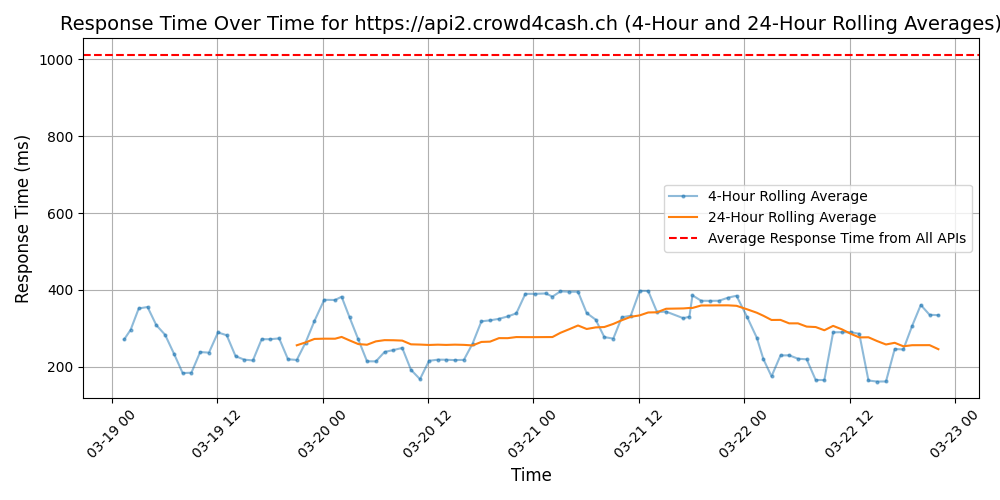 Response Time Over Time for https://api2.crowd4cash.ch (4-Hour and 24-Hour Rolling Averages)
Response Time (ms)
1000
800
600
400
200
4-Hour Rolling Average
24-Hour Rolling Average
Average Response Time from All APIs
03-19 00
03-19 12
03-20 00
03-20 12
03-21 00
03-21 12
03-22 00
03-22 12
03-23 00
Time